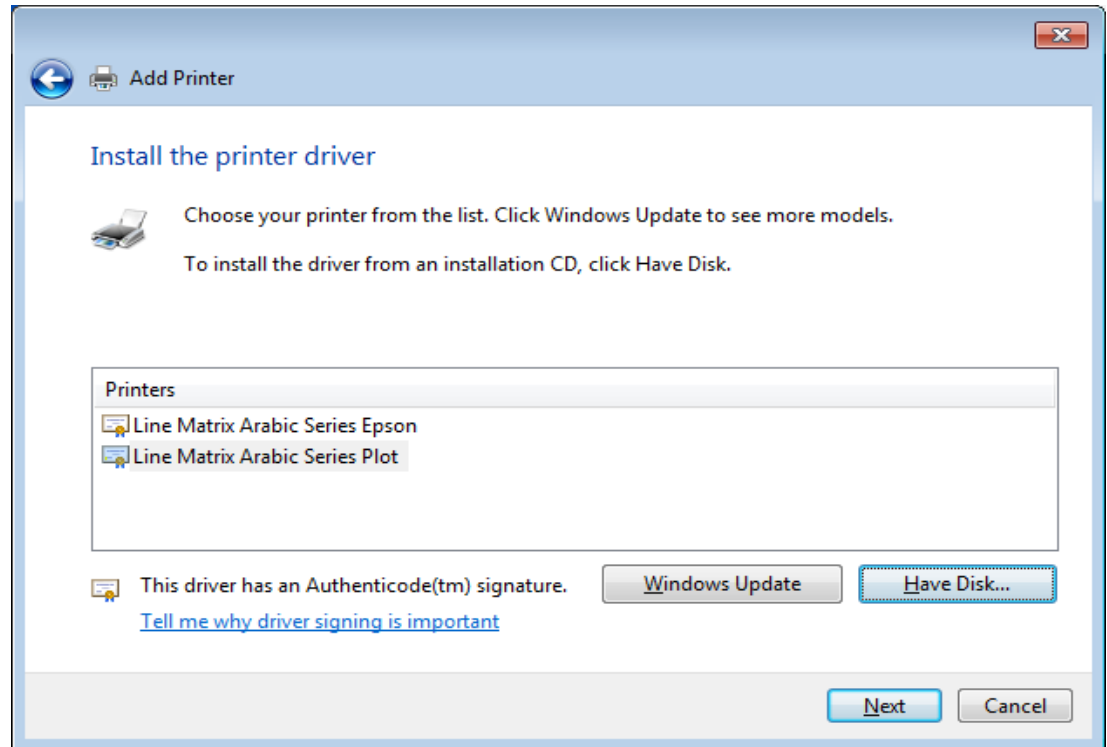 Add Printer
Install the printer driver
Choose your printer from the list. Click Windows Update to see more models.
To install the driver from an installation CD, click Have Disk.
Printers
Line Matrix Arabic Series Epson
Line Matrix Arabic Series Plot
This driver has an Authenticode(tm) signature. Windows Update Have Disk...
Tell me why driver signing is important
Next Cancel